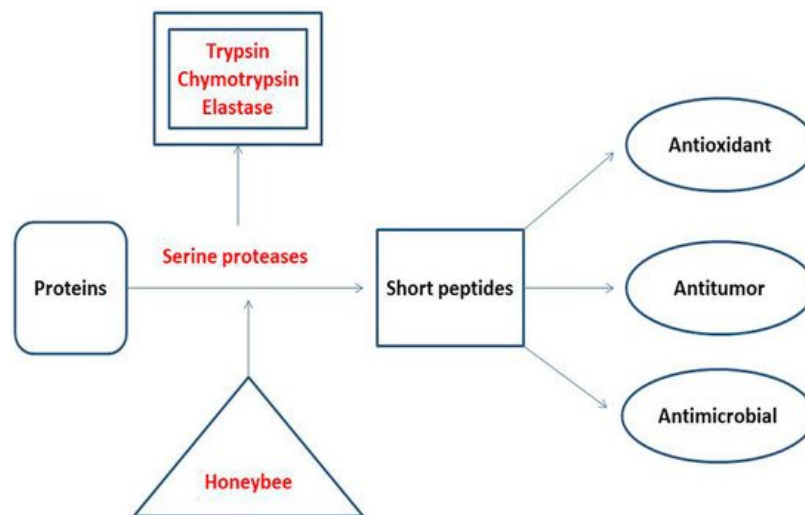 Trypsin
Chymotrypsin
Elastase
Serine proteases
Proteins
Short peptides
Antioxidant
Antitumor
Antimicrobial
Honeybee